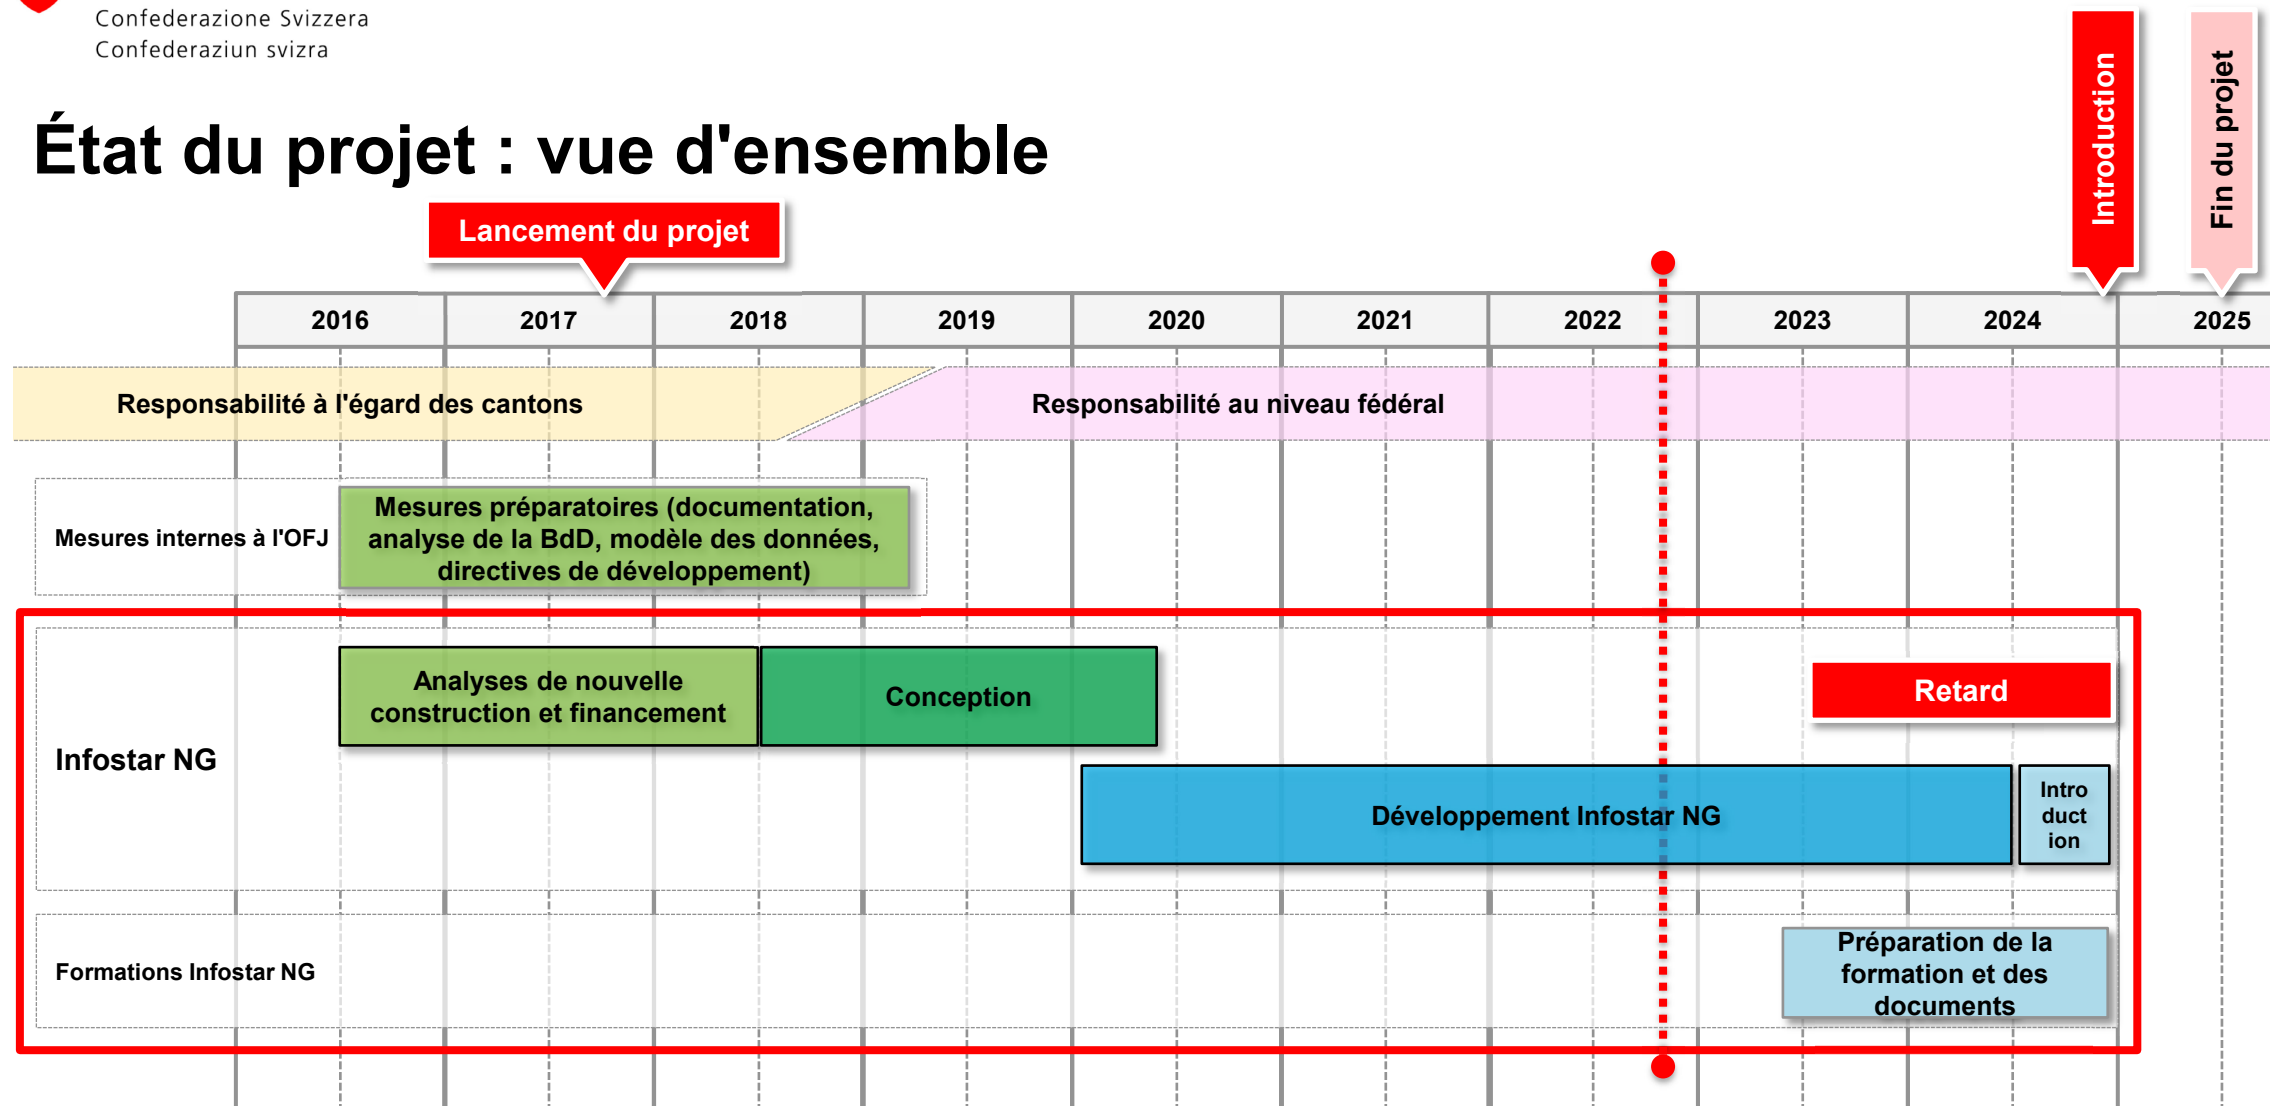 Confederazione Svizzera
Confederaziun svizra
État du projet : vue d'ensemble
Lancement du projet
Introduction
Fin du projet
2016 2017 2018 2019 2020 2021 2022 2023 2024 2025
Responsabilité à l'égard des cantons
Responsabilité au niveau fédéral
Mesures internes à l'OFJ
Mesures préparatoires (documentation,
analyse de la BdD, modèle des données,
directives de développement)
Infostar NG
Analyses de nouvelle
construction et financement
Conception
Retard
Développement Infostar NG
Intro
duct
ion
Formations Infostar NG
Préparation de la
formation et des
documents